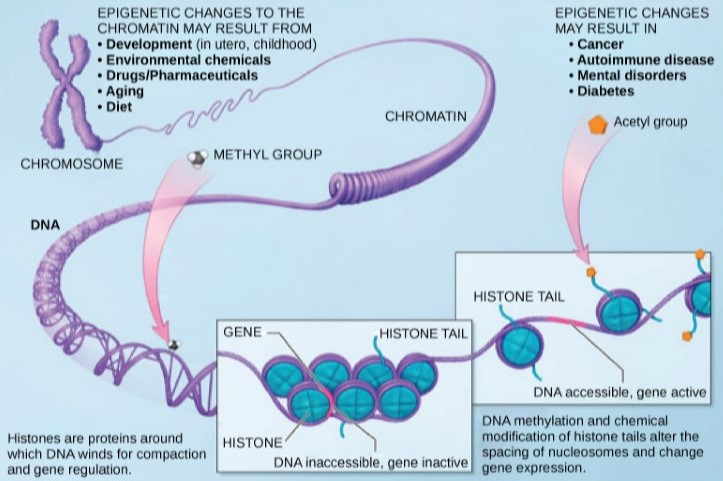 EPIGENETIC CHANGES TO THE
CHROMATIN MAY RESULT FROM
• Development (in utero, childhood)
• Environmental chemicals
• Drugs/Pharmaceuticals
• Aging
• Diet
EPIGENETIC CHANGES
MAY RESULT IN
• Cancer
• Autoimmune disease
• Mental disorders
• Diabetes
CHROMATIN
Acetyl group
CHROMOSOME
METHYL GROUP
DNA
HISTONE TAIL
GENE
HISTONE TAIL
DNA accessible, gene active
HISTONE
DNA inaccessible, gene inactive
Histones are proteins around
which DNA winds for compaction
and gene regulation.
DNA methylation and chemical
modification of histone tails alter the
spacing of nucleosomes and change
gene expression.